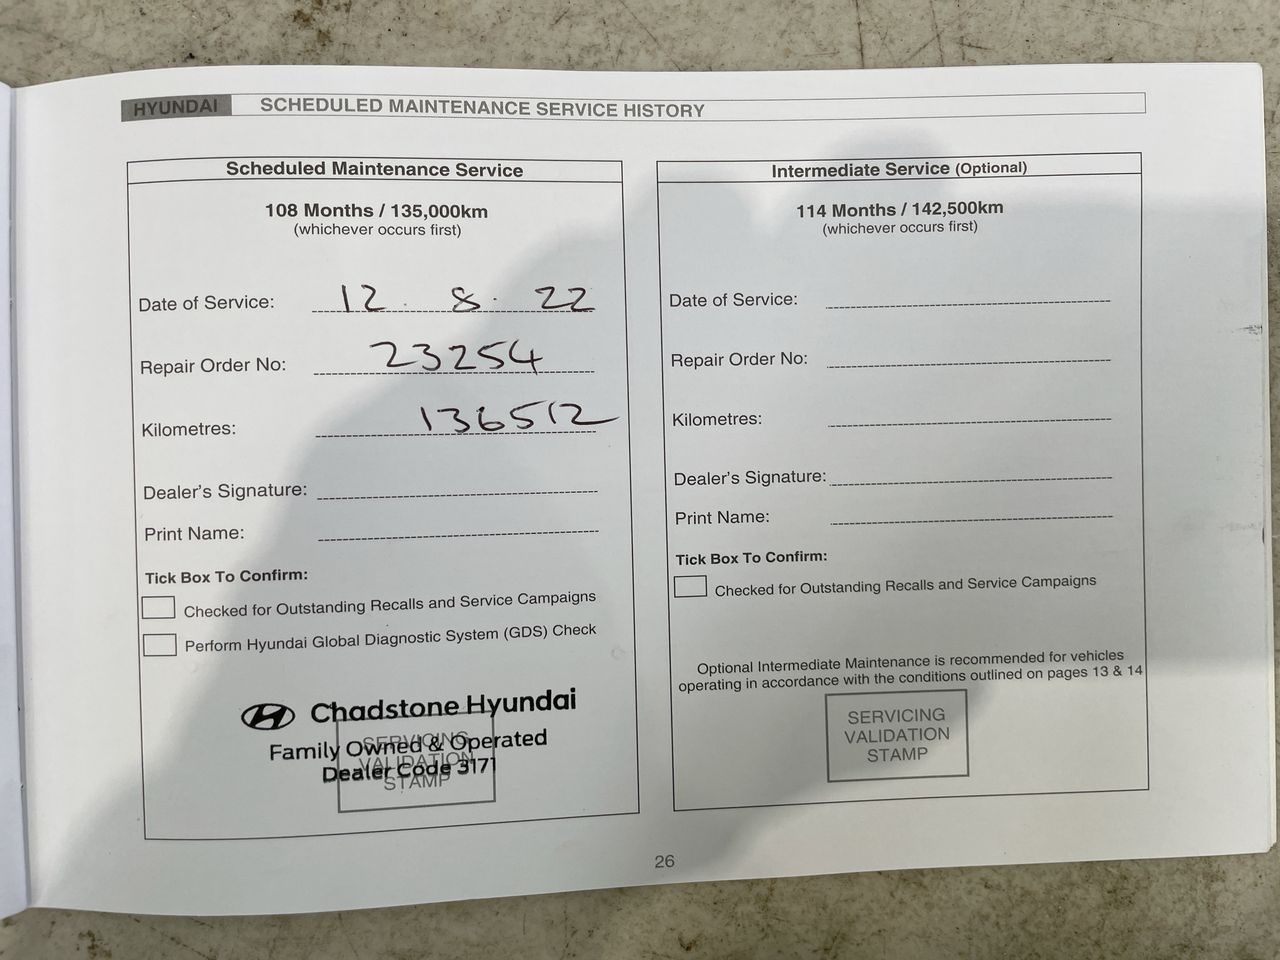 HYUNDAI SCHEDULED MAINTENANCE SERVICE HISTORY
Scheduled Maintenance Service
108 Months / 135,000km
(whichever occurs first)
Date of Service: 12 . 8 . 22
Repair Order No: 23254
Kilometres: 136512
Dealer's Signature:
Print Name:
Tick Box To Confirm:
Checked for Outstanding Recalls and Service Campaigns
Perform Hyundai Global Diagnostic System (GDS) Check
Chadstone Hyundai
Family Owned & Operated
Dealer Code 3171
SERVICING
VALIDATION
STAMP
Intermediate Service (Optional)
114 Months / 142,500km
(whichever occurs first)
Date of Service:
Repair Order No:
Kilometres:
Dealer's Signature:
Print Name:
Tick Box To Confirm:
Checked for Outstanding Recalls and Service Campaigns
Optional Intermediate Maintenance is recommended for vehicles
operating in accordance with the conditions outlined on pages 13 & 14
SERVICING
VALIDATION
STAMP
26